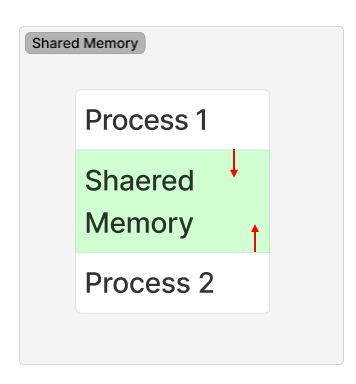 Shared Memory
Process 1
Shaered
Memory
Process 2